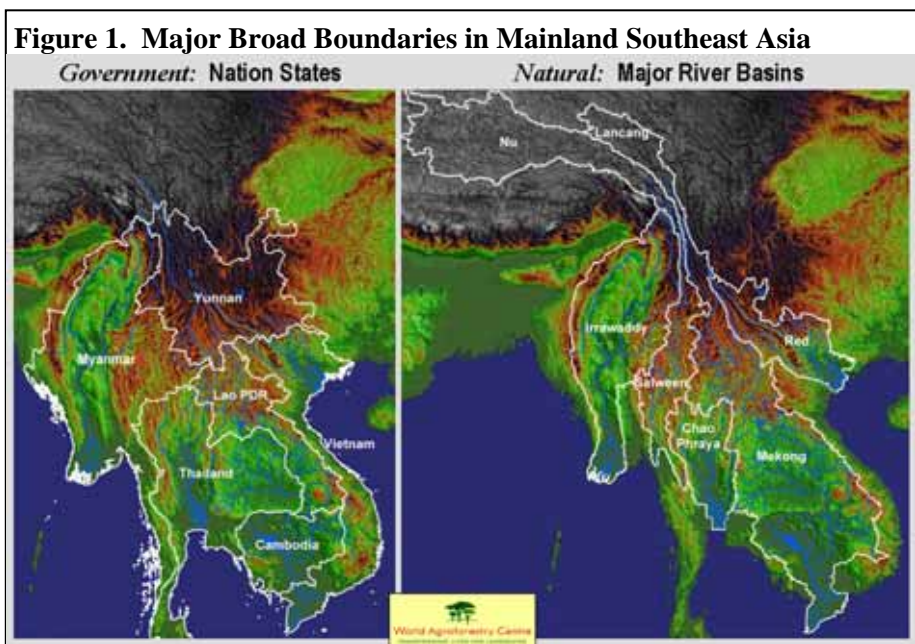 Figure 1. Major Broad Boundaries in Mainland Southeast Asia
Government: Nation States
Natural: Major River Basins
Yunnan
Myanmar
Lao PDR
Vietnam
Thailand
Cambodia
Nu
Lancang
Irrawaddy
Red
Salween
Chao
Phraya
Mekong
World Agroforestry Centre